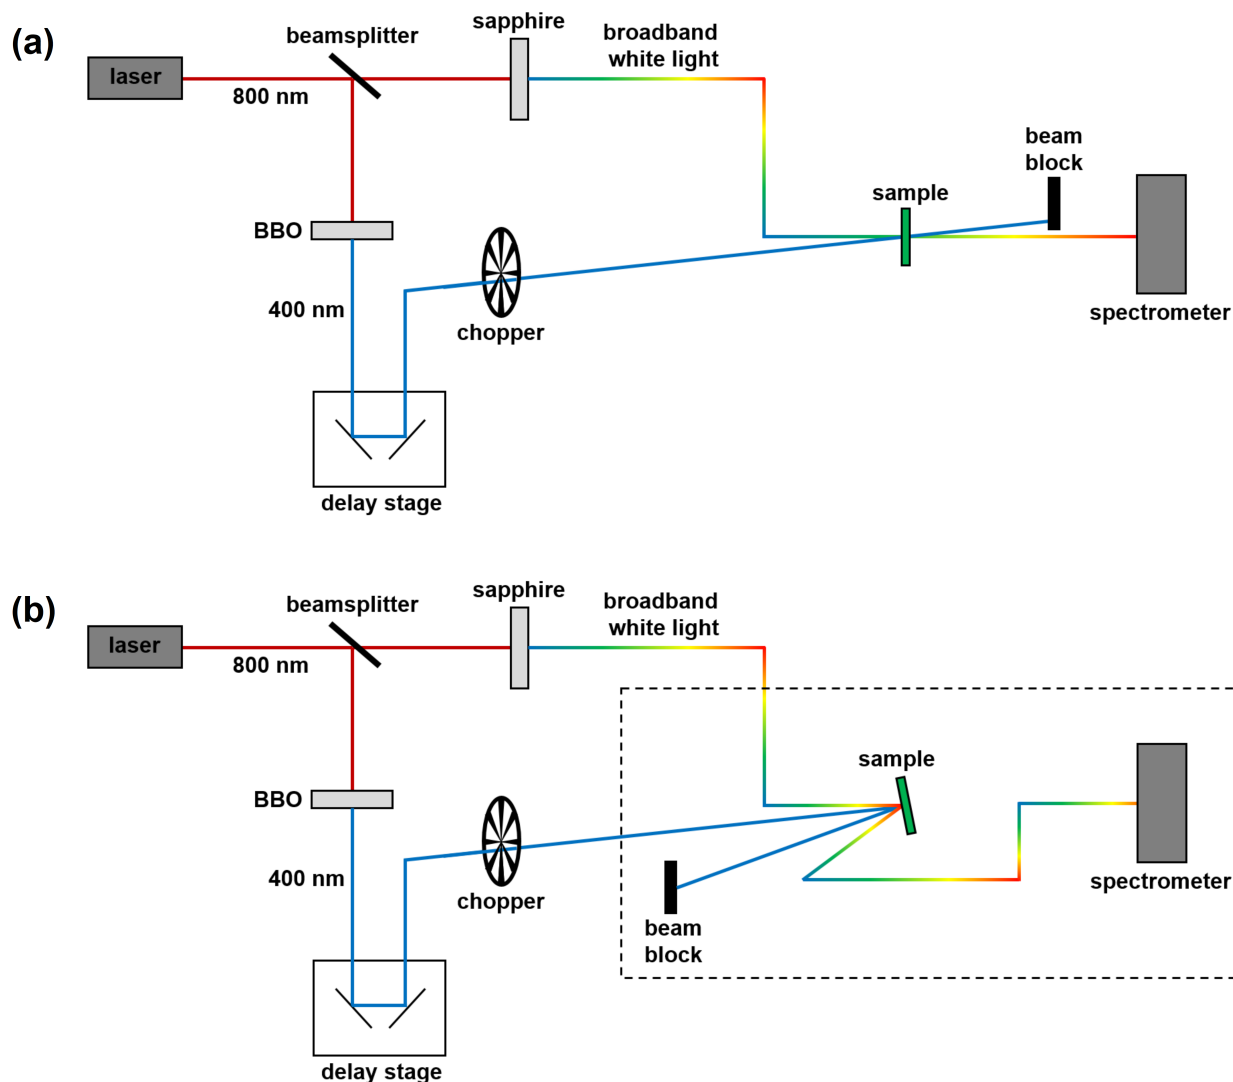 (a)
laser
800 nm
beamsplitter
sapphire
broadband
white light
BBO
400 nm
chopper
delay stage
sample
beam
block
spectrometer
(b)
laser
800 nm
beamsplitter
sapphire
broadband
white light
BBO
400 nm
chopper
delay stage
sample
beam
block
spectrometer